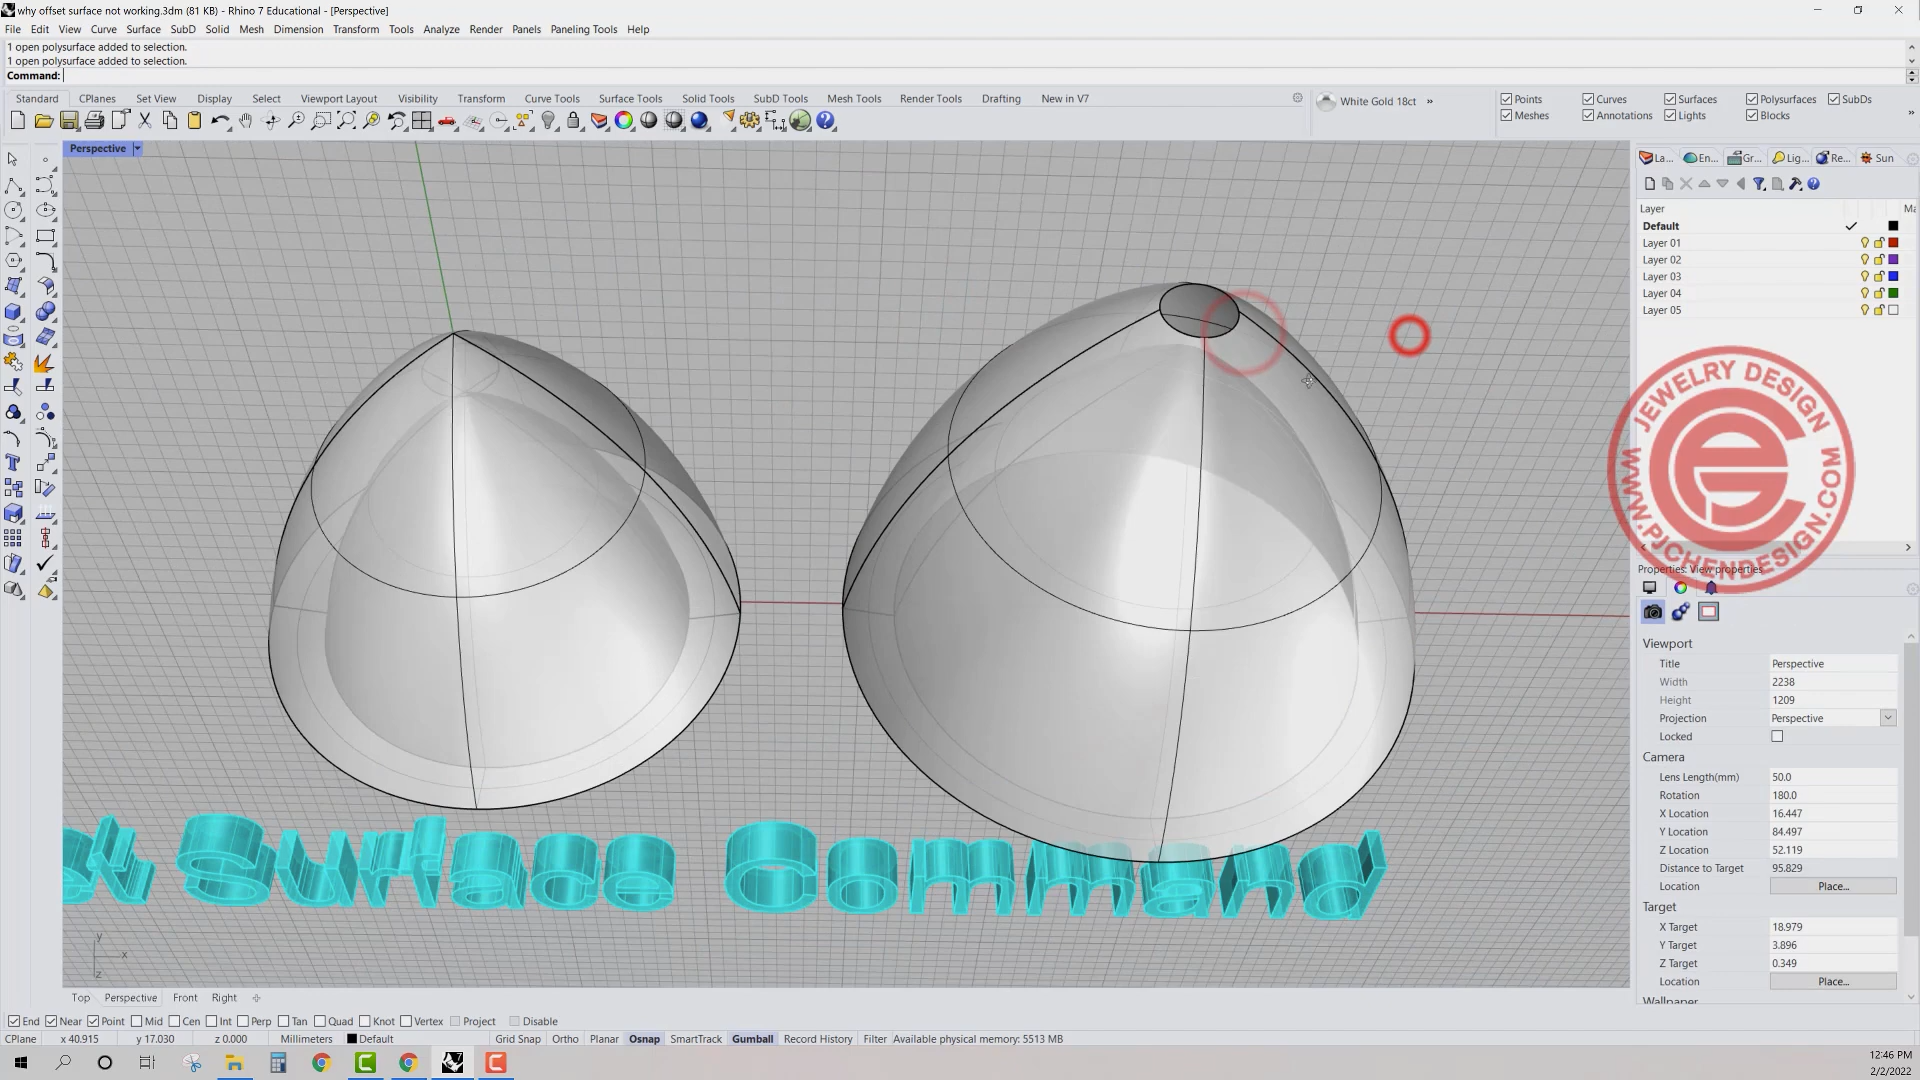 why offset surface not working.3dm (81 KB) - Rhino 7 Educational - [Perspective]
File Edit View Curve Surface SubD Solid Mesh Dimension Transform Tools Analyze Render Panels Paneling Tools Help
1 open polysurface added to selection.
1 open polysurface added to selection.
Command:
Standard CPlanes Set View Display Select Viewport Layout Visibility Transform Curve Tools Surface Tools Solid Tools SubD Tools Mesh Tools Render Tools Drafting New in V7
White Gold 18ct »
Points Curves Surfaces Polysurfaces SubDs
Meshes Annotations Lights Blocks
Perspective
La... En... Gr... Lig... Re... Sun
Layer Ma
Default
Layer 01
Layer 02
Layer 03
Layer 04
Layer 05
JEWELRY DESIGN
WWW.PJCHENDESIGN.COM
Properties: View properties
Viewport
Title Perspective
Width 2238
Height 1209
Projection Perspective
Locked
Camera
Lens Length(mm) 50.0
Rotation 180.0
X Location 16.447
Y Location 84.497
Z Location 52.119
Distance to Target 95.829
Location Place...
Target
X Target 18.979
Y Target 3.896
Z Target 0.349
Location Place...
Wallpaper
Surface Command
y
x
z
Top Perspective Front Right
End Near Point Mid Cen Int Perp Tan Quad Knot Vertex Project Disable
CPlane x 40.915 y 17.030 z 0.000 Millimeters Default Grid Snap Ortho Planar Osnap SmartTrack Gumball Record History Filter Available physical memory: 5513 MB
12:46 PM
2/2/2022